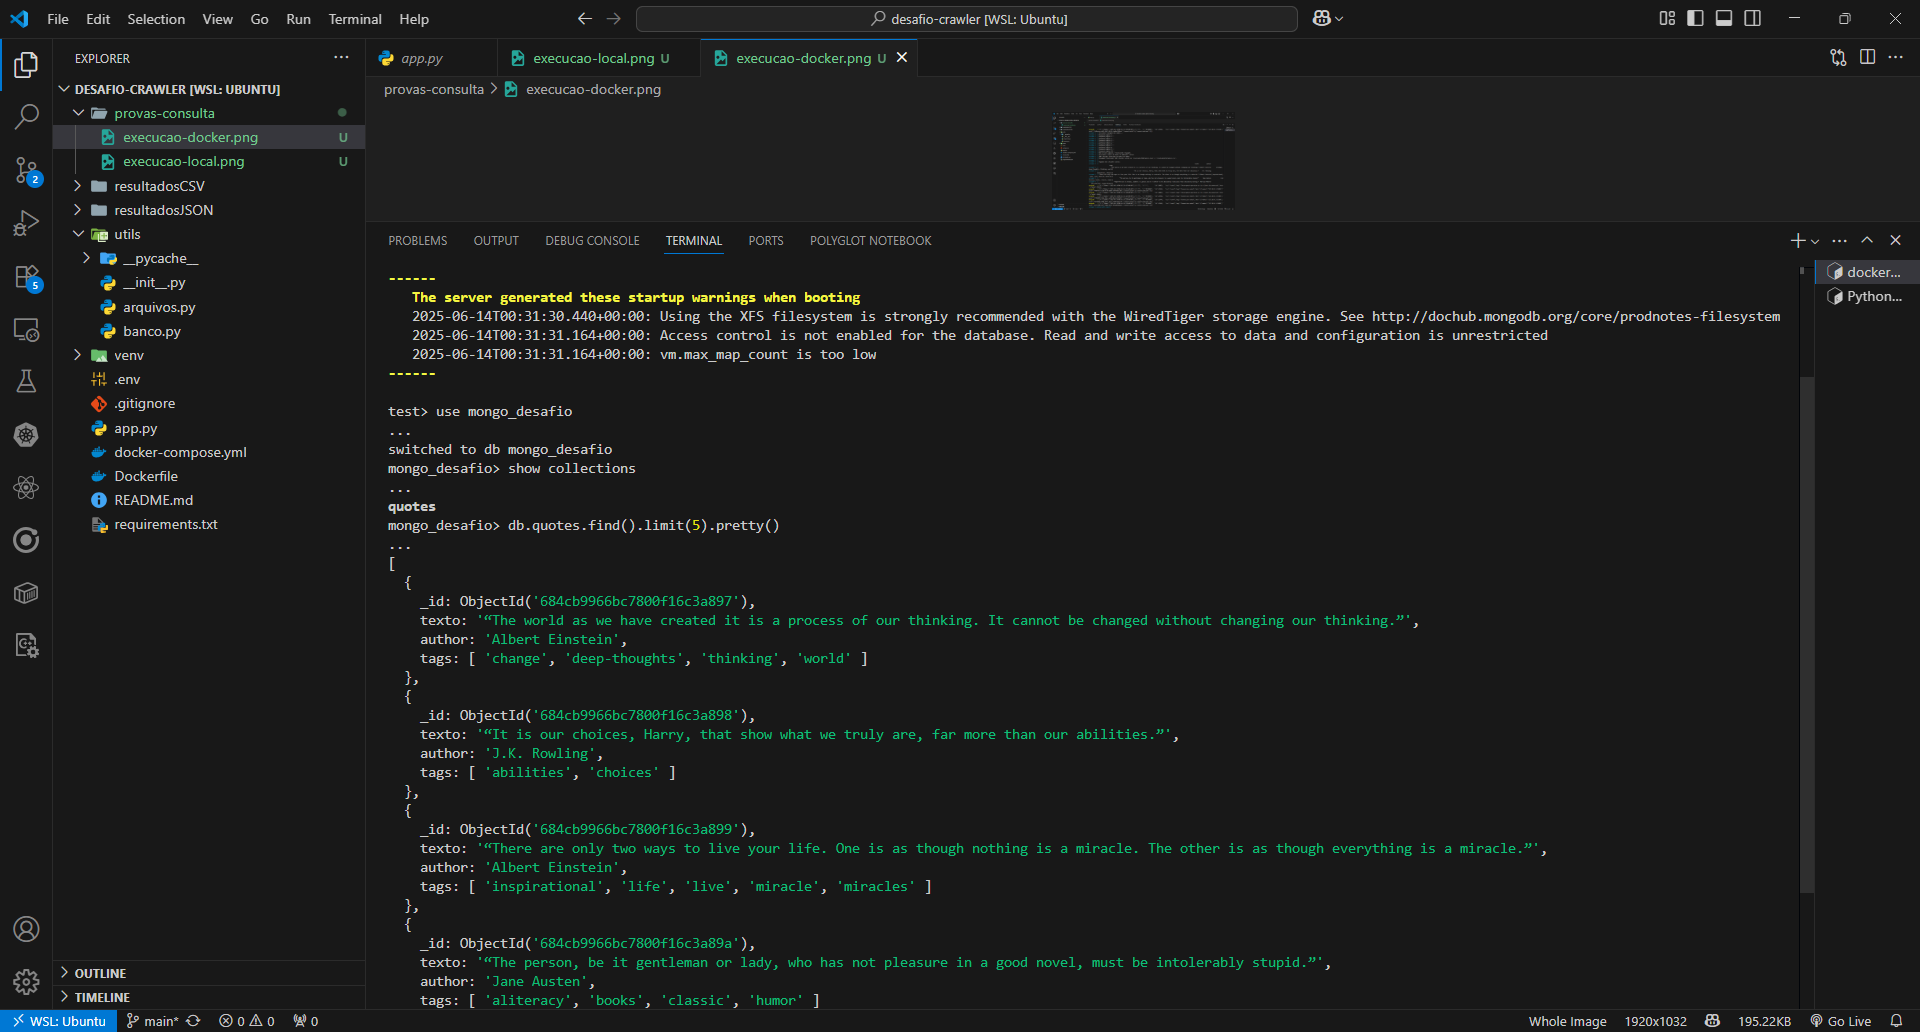 File Edit Selection View Go Run Terminal Help
desafio-crawler [WSL: Ubuntu]
EXPLORER
DESAFIO-CRAWLER [WSL: UBUNTU]
provas-consulta
execucao-docker.png U
execucao-local.png U
resultadosCSV
resultadosJSON
utils
__pycache__
__init__.py
arquivos.py
banco.py
venv
.env
.gitignore
app.py
docker-compose.yml
Dockerfile
README.md
requirements.txt
OUTLINE
TIMELINE
2
5
app.py
execucao-local.png U
execucao-docker.png U
provas-consulta > execucao-docker.png
PROBLEMS OUTPUT DEBUG CONSOLE TERMINAL PORTS POLYGLOT NOTEBOOK
docker...
Python...
------
The server generated these startup warnings when booting
2025-06-14T00:31:30.440+00:00: Using the XFS filesystem is strongly recommended with the WiredTiger storage engine. See http://dochub.mongodb.org/core/prodnotes-filesystem
2025-06-14T00:31:31.164+00:00: Access control is not enabled for the database. Read and write access to data and configuration is unrestricted
2025-06-14T00:31:31.164+00:00: vm.max_map_count is too low
------
test> use mongo_desafio
...
switched to db mongo_desafio
mongo_desafio> show collections
...
quotes
mongo_desafio> db.quotes.find().limit(5).pretty()
...
[
{
_id: ObjectId('684cb9966bc7800f16c3a897'),
texto: '“The world as we have created it is a process of our thinking. It cannot be changed without changing our thinking.”',
author: 'Albert Einstein',
tags: [ 'change', 'deep-thoughts', 'thinking', 'world' ]
},
{
_id: ObjectId('684cb9966bc7800f16c3a898'),
texto: '“It is our choices, Harry, that show what we truly are, far more than our abilities.”',
author: 'J.K. Rowling',
tags: [ 'abilities', 'choices' ]
},
{
_id: ObjectId('684cb9966bc7800f16c3a899'),
texto: '“There are only two ways to live your life. One is as though nothing is a miracle. The other is as though everything is a miracle.”',
author: 'Albert Einstein',
tags: [ 'inspirational', 'life', 'live', 'miracle', 'miracles' ]
},
{
_id: ObjectId('684cb9966bc7800f16c3a89a'),
texto: '“The person, be it gentleman or lady, who has not pleasure in a good novel, must be intolerably stupid.”',
author: 'Jane Austen',
tags: [ 'aliteracy', 'books', 'classic', 'humor' ]
WSL: Ubuntu main* 0 0 0 Whole Image 1920x1032 195.22KB Go Live